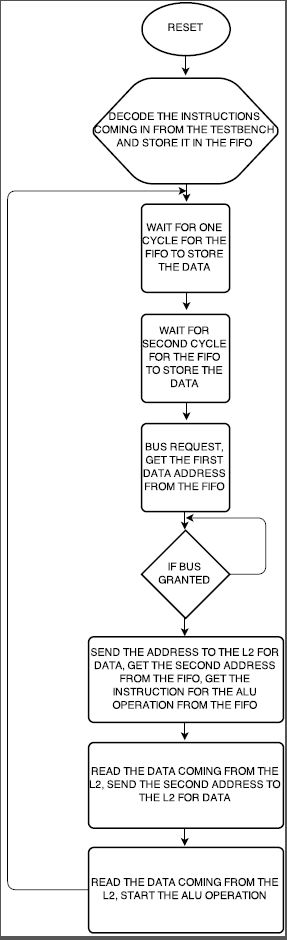 RESET
DECODE THE INSTRUCTIONS
COMING IN FROM THE TESTBENCH
AND STORE IT IN THE FIFO
WAIT FOR ONE
CYCLE FOR THE
FIFO TO STORE
THE DATA
WAIT FOR
SECOND CYCLE
FOR THE FIFO
TO STORE THE
DATA
BUS REQUEST,
GET THE FIRST
DATA ADDRESS
FROM THE FIFO
IF BUS
GRANTED
SEND THE ADDRESS TO THE L2 FOR
DATA, GET THE SECOND ADDRESS
FROM THE FIFO, GET THE
INSTRUCTION FOR THE ALU
OPERATION FROM THE FIFO
READ THE DATA COMING FROM THE
L2, SEND THE SECOND ADDRESS TO
THE L2 FOR DATA
READ THE DATA COMING FROM THE
L2, START THE ALU OPERATION